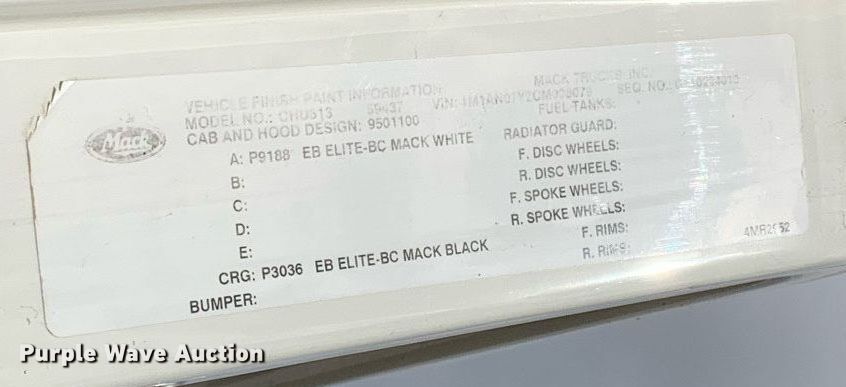 Mack
VEHICLE FINISH PAINT INFORMATION
MACK TRUCKS, INC.
MODEL NO.: CHU613
VIN:
SEQ. NO.:
CAB AND HOOD DESIGN: 9501100
FUEL TANKS:
A: P9188 EB ELITE-BC MACK WHITE
RADIATOR GUARD:
B:
F. DISC WHEELS:
C:
R. DISC WHEELS:
D:
F. SPOKE WHEELS:
E:
R. SPOKE WHEELS:
CRG: P3036 EB ELITE-BC MACK BLACK
F. RIMS:
BUMPER:
R. RIMS:
Purple Wave Auction